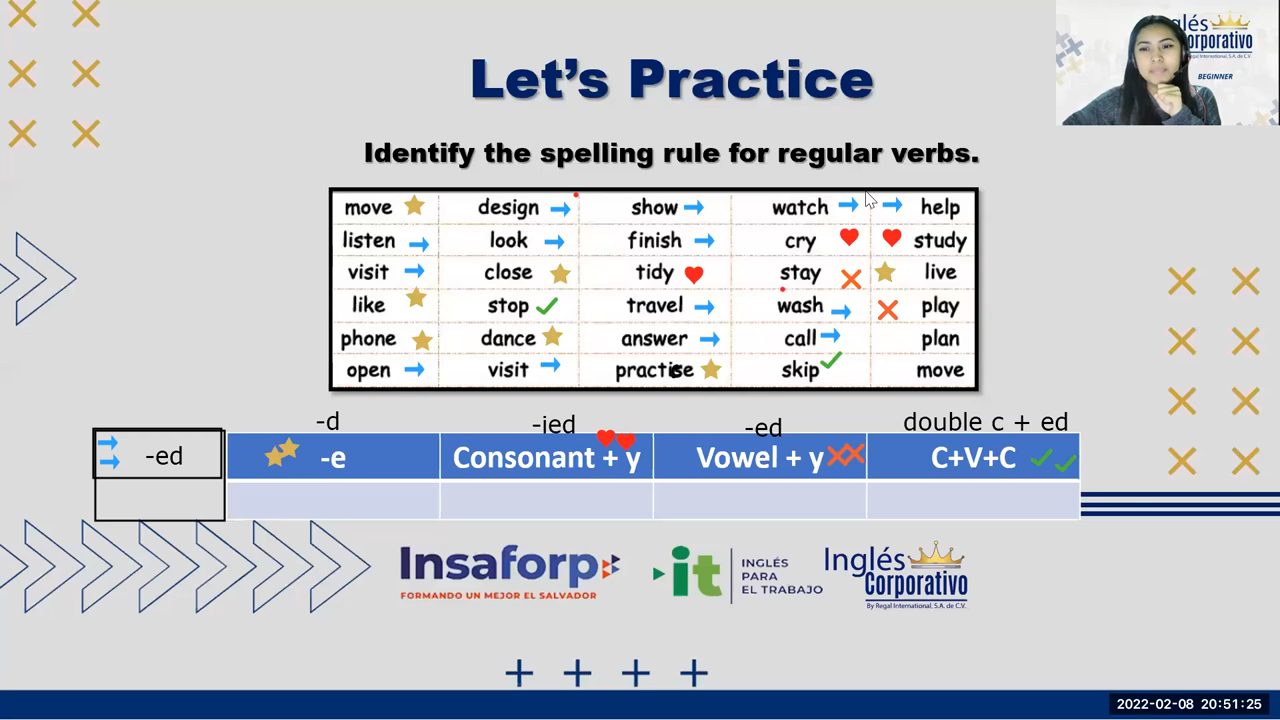 Inglés
Corporativo
By Regal International, S.A. de C.V.
BEGINNER
Let's Practice
Identify the spelling rule for regular verbs.
move design show watch help
listen look finish cry study
visit close tidy stay live
like stop travel wash play
phone dance answer call plan
open visit practice skip move
-d -ied -ed double c + ed
-ed -e Consonant + y Vowel + y C+V+C
Insaforp
FORMANDO UN MEJOR EL SALVADOR
it
INGLÉS
PARA
EL TRABAJO
Inglés
Corporativo
By Regal International, S.A. de C.V.
2022-02-08 20:51:25